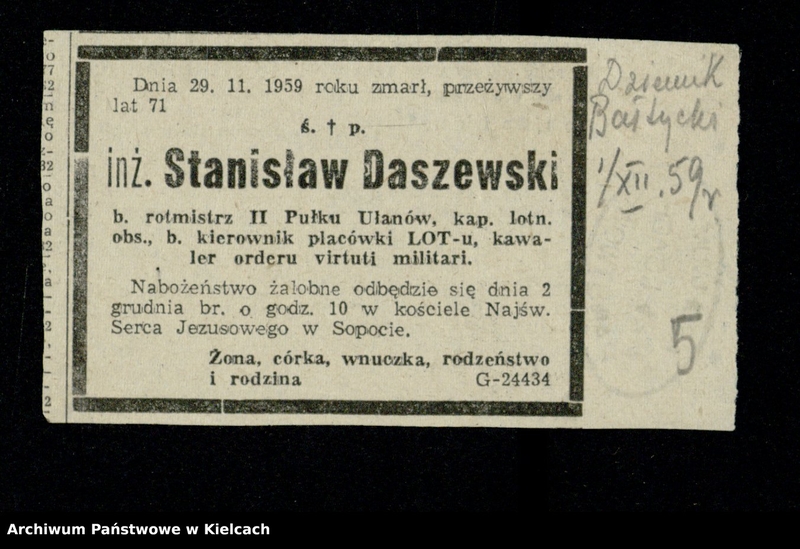 Dnia 29. 11. 1959 roku zmarł, przeżywszy
lat 71
ś. † p.
inż. Stanisław Daszewski
b. rotmistrz II Pułku Ułanów, kap. lotn.
obs., b. kierownik placówki LOT-u, kawa-
ler orderu virtuti militari.
Nabożeństwo żałobne odbędzie się dnia 2
grudnia br. o godz. 10 w kościele Najśw.
Serca Jezusowego w Sopocie.
Żona, córka, wnuczka, rodzeństwo
i rodzina G-24434
Dziennik
Bałtycki
1/XII.59r
5
Archiwum Państwowe w Kielcach